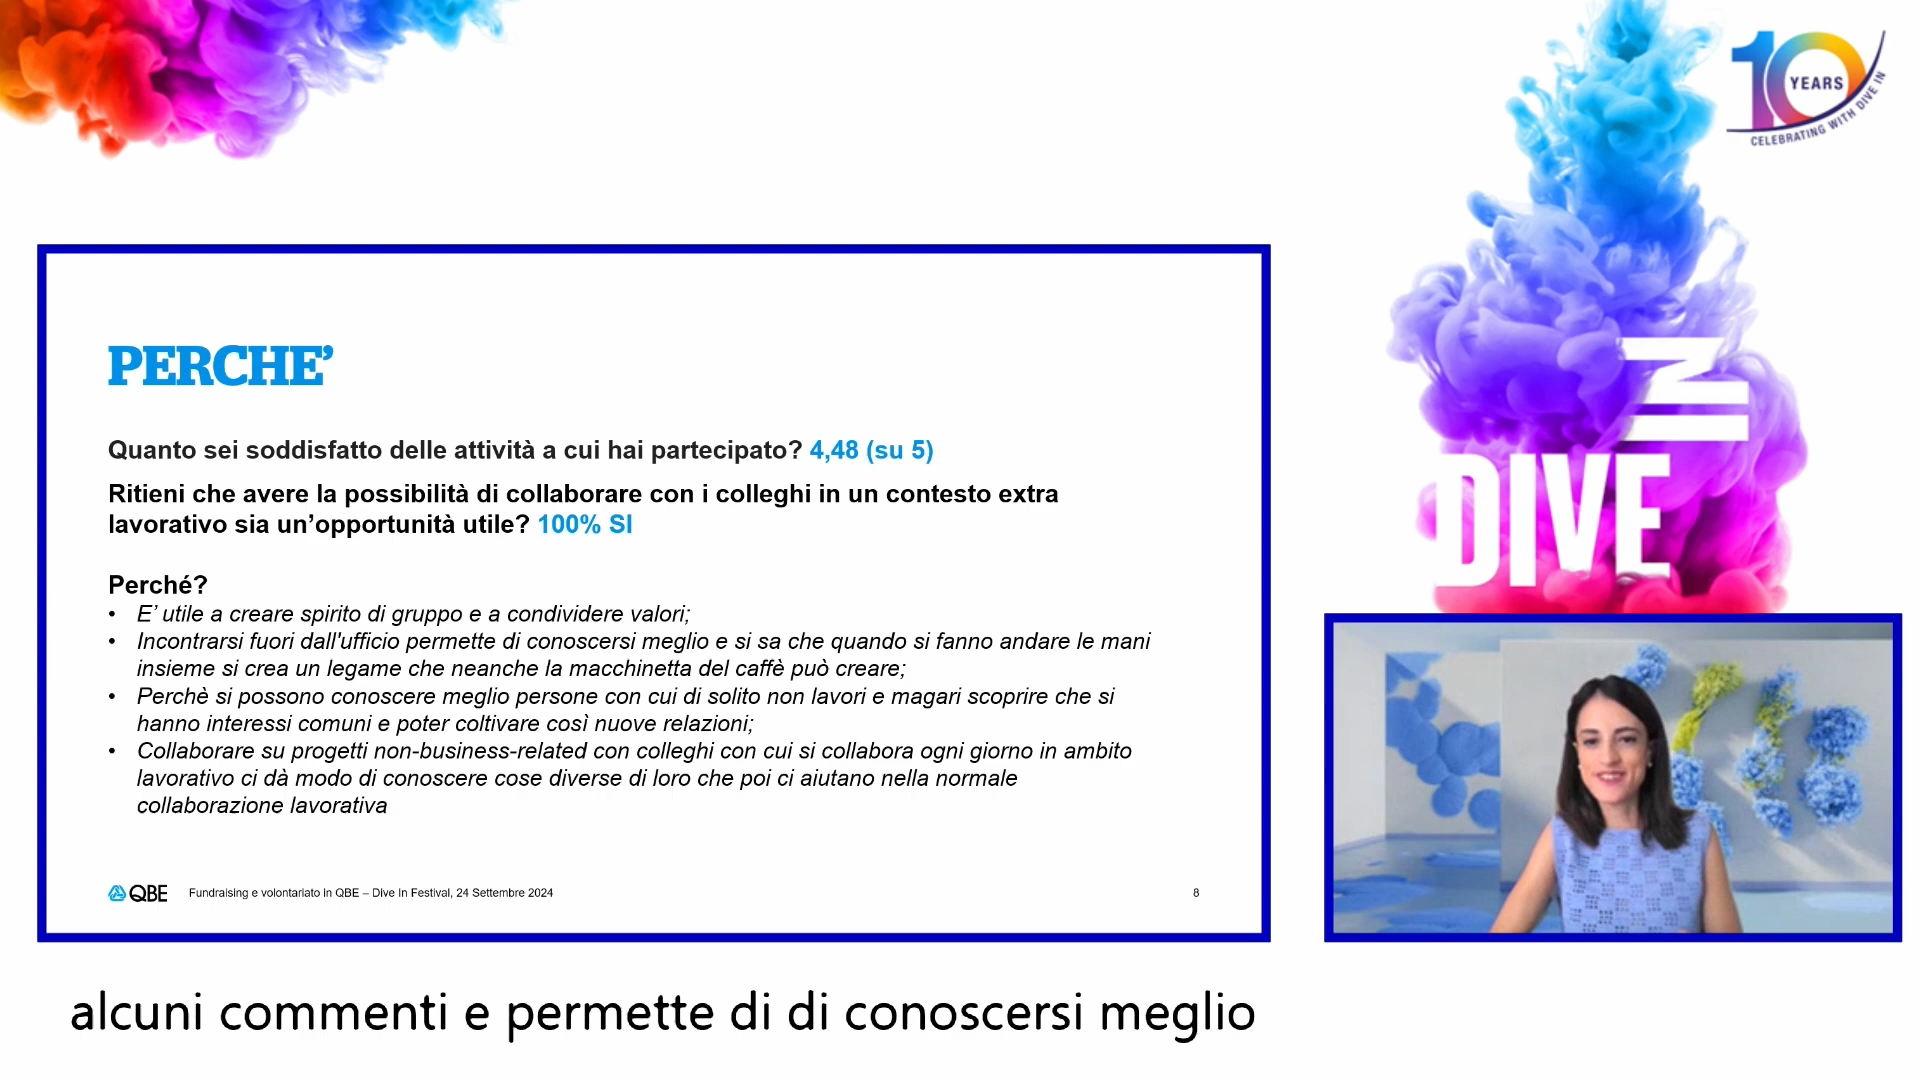 10
YEARS
CELEBRATING WITH DIVE IN
PERCHE’
Quanto sei soddisfatto delle attività a cui hai partecipato? 4,48 (su 5)
Ritieni che avere la possibilità di collaborare con i colleghi in un contesto extra
lavorativo sia un’opportunità utile? 100% SI
Perché?
• E’ utile a creare spirito di gruppo e a condividere valori;
• Incontrarsi fuori dall'ufficio permette di conoscersi meglio e si sa che quando si fanno andare le mani
insieme si crea un legame che neanche la macchinetta del caffè può creare;
• Perchè si possono conoscere meglio persone con cui di solito non lavori e magari scoprire che si
hanno interessi comuni e poter coltivare così nuove relazioni;
• Collaborare su progetti non-business-related con colleghi con cui si collabora ogni giorno in ambito
lavorativo ci dà modo di conoscere cose diverse di loro che poi ci aiutano nella normale
collaborazione lavorativa
QBE Fundraising e volontariato in QBE – Dive In Festival, 24 Settembre 2024 8
DIVE IN
alcuni commenti e permette di di conoscersi meglio